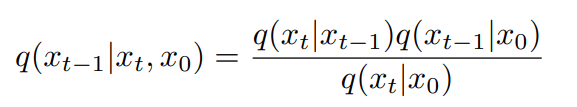 q(x_{t-1}|x_t, x_0) = \frac{q(x_t|x_{t-1})q(x_{t-1}|x_0)}{q(x_t|x_0)}